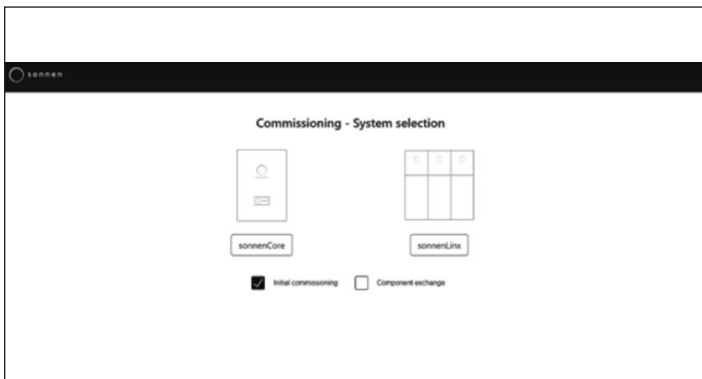 sonnen
Commissioning - System selection
sonnenCore
sonnenLinx
Initial commissioning
Component exchange